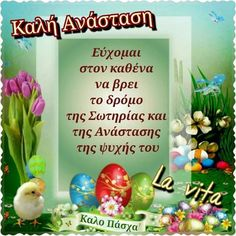 Καλή Ανάσταση
Εύχομαι
στον καθένα
να βρει
το δρόμο
της Σωτηρίας και
της Ανάστασης
της ψυχής του
La vita
Καλο Πάσχα